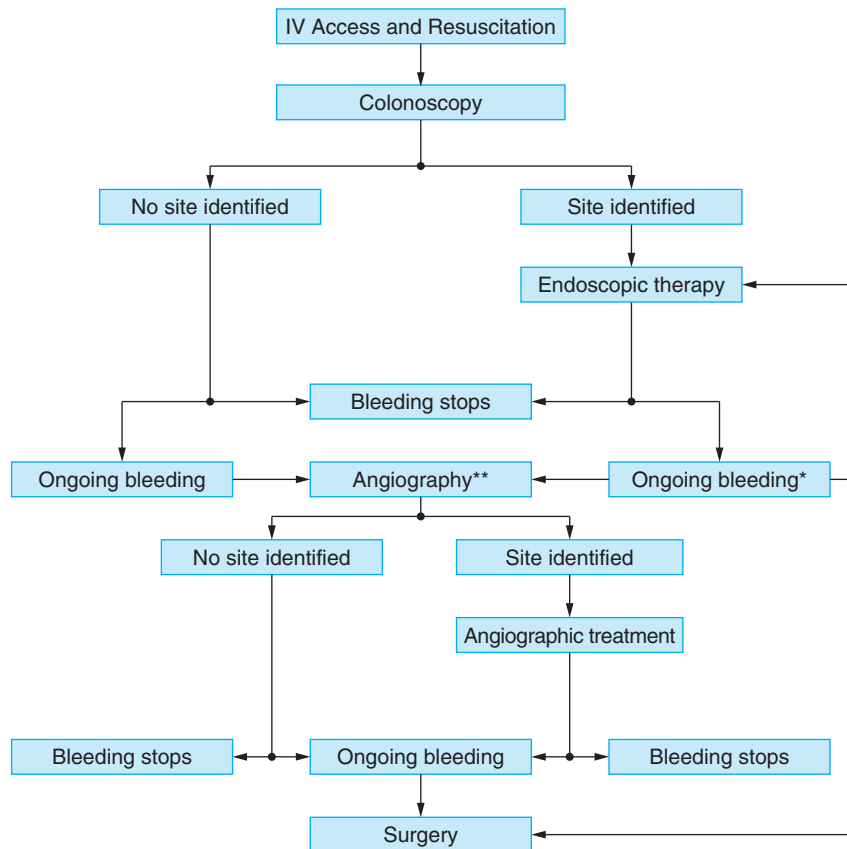 IV Access and Resuscitation
Colonoscopy
No site identified
Site identified
Endoscopic therapy
Bleeding stops
Ongoing bleeding
Angiography**
Ongoing bleeding*
No site identified
Site identified
Angiographic treatment
Bleeding stops
Ongoing bleeding
Bleeding stops
Surgery